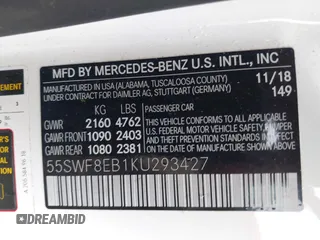 MFD BY MERCEDES-BENZ U.S. INTL., INC
MANUFACTURED IN USA (ALABAMA, TUSCALOOSA COUNTY)
UNDER CONTRACT FOR DAIMLER AG, STUTTGART (GERMANY)
11/18
149
KG LBS
PASSENGER CAR
GVWR 2160 4762
GAWR FRONT 1090 2403
GAWR REAR 1080 2381
THIS VEHICLE CONFORMS TO ALL
APPLICABLE U.S. FEDERAL MOTOR
VEHICLE SAFETY, BUMPER, AND THEFT
PREVENTION STANDARDS IN EFFECT ON
THE DATE OF MANUFACTURE SHOWN ABOVE.
55SWF8EB1KU293427
DREAMBID
DREAMBID.COM